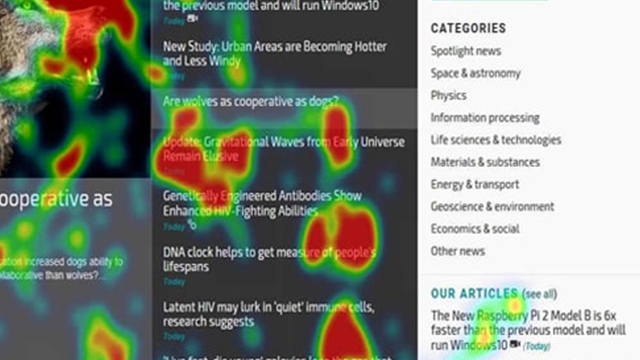 the previous model and will run Windows10
Today
New Study: Urban Areas are Becoming Hotter
and Less Windy
Today
Are wolves as cooperative as dogs?
Update: Gravitational Waves from Early Universe
Remain Elusive
Today
Genetically Engineered Antibodies Show
Enhanced HIV-Fighting Abilities
Today
DNA clock helps to get measure of people's
lifespans
Today
Latent HIV may lurk in 'quiet' immune cells,
research suggests
Today
ooperative as
increased dogs ability to
than wolves?...
CATEGORIES
Spotlight news
Space & astronomy
Physics
Information processing
Life sciences & technologies
Materials & substances
Energy & transport
Geoscience & environment
Economics & social
Other news
OUR ARTICLES (see all)
The New Raspberry Pi 2 Model B is 6x
faster than the previous model and will
run Windows10 (Today)